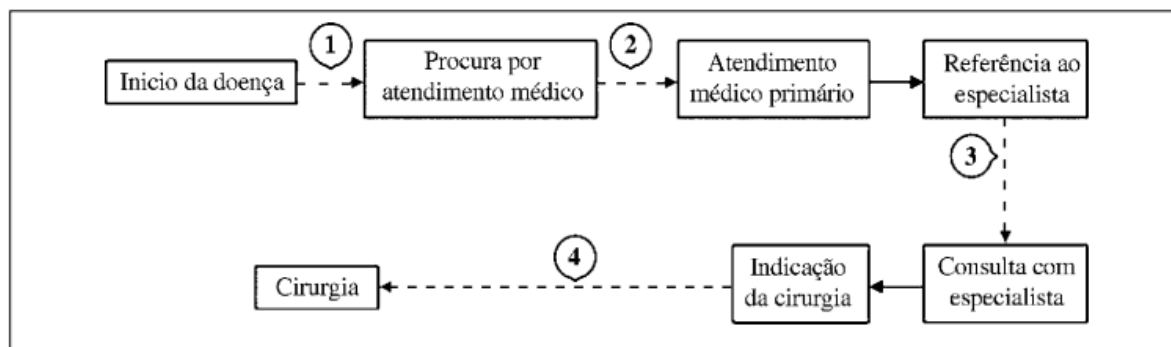 1
Inicio da doença
Procura por
atendimento médico
2
Atendimento
médico primário
Referência ao
especialista
3
Consulta com
especialista
Indicação
da cirurgia
4
Cirurgia